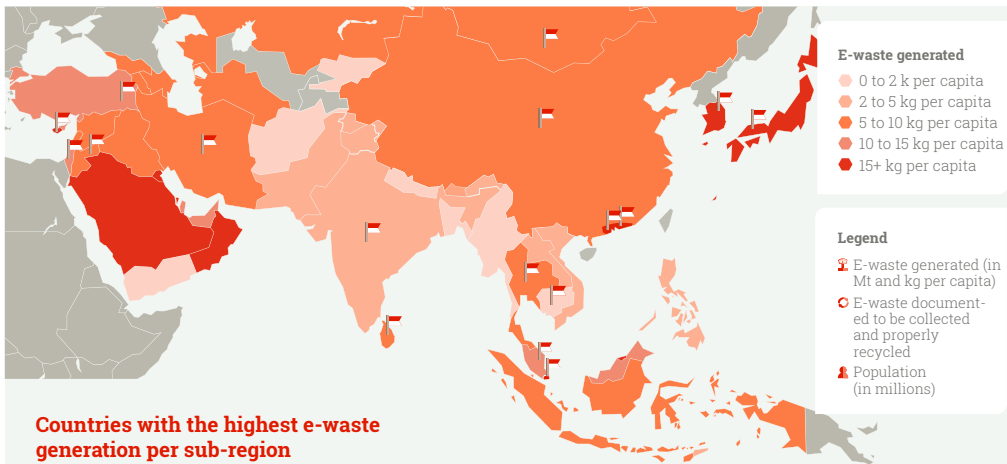 E-waste generated
0 to 2 k per capita
2 to 5 kg per capita
5 to 10 kg per capita
10 to 15 kg per capita
15+ kg per capita
Legend
E-waste generated (in
Mt and kg per capita)
E-waste document-
ed to be collected
and properly
recycled
Population
(in millions)
Countries with the highest e-waste
generation per sub-region